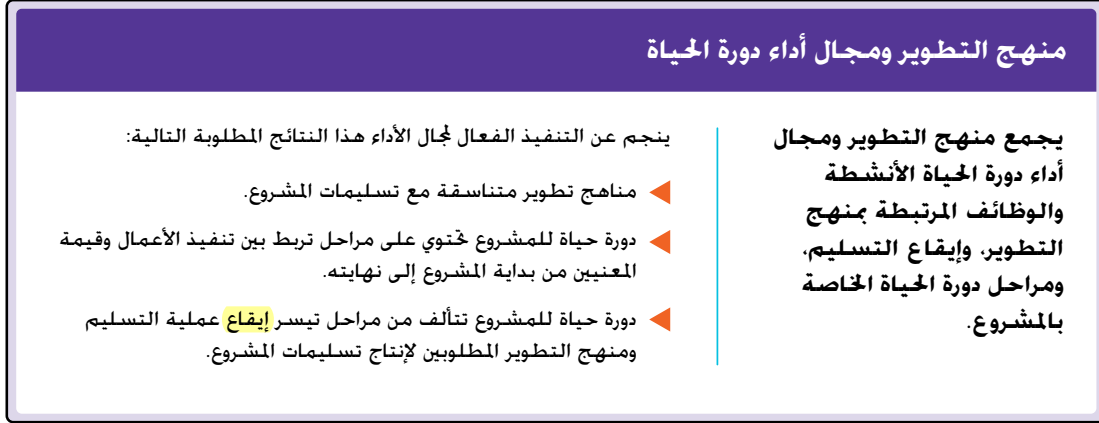 منهج التطوير ومجال أداء دورة الحياة
يجمع منهج التطوير ومجال
أداء دورة الحياة الأنشطة
والوظائف المرتبطة بمنهج
التطوير، وإيقاع التسليم،
ومراحل دورة الحياة الخاصة
بالمشروع.
ينجم عن التنفيذ الفعال لمجال الأداء هذا النتائج المطلوبة التالية:
مناهج تطوير متناسقة مع تسليمات المشروع.
دورة حياة للمشروع تحتوي على مراحل تربط بين تنفيذ الأعمال وقيمة
المعنيين من بداية المشروع إلى نهايته.
دورة حياة للمشروع تتألف من مراحل تيسر إيقاع عملية التسليم
ومنهج التطوير المطلوبين لإنتاج تسليمات المشروع.